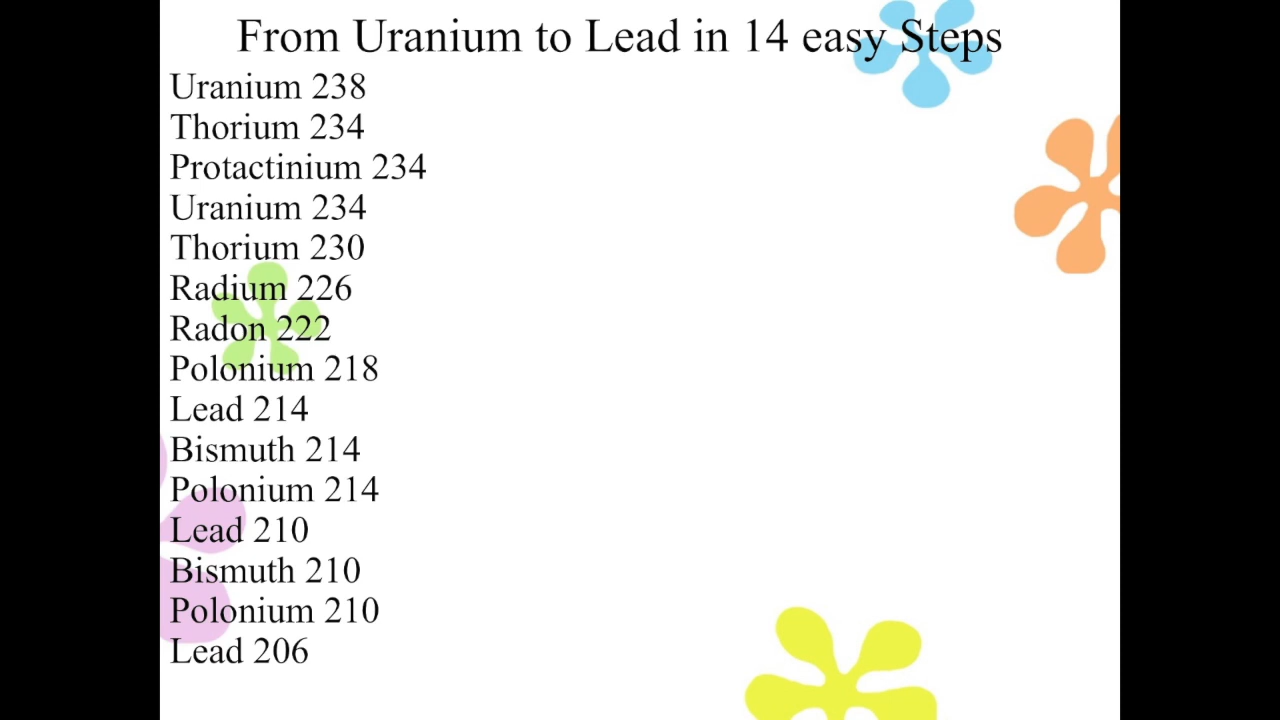 From Uranium to Lead in 14 easy Steps
Uranium 238
Thorium 234
Protactinium 234
Uranium 234
Thorium 230
Radium 226
Radon 222
Polonium 218
Lead 214
Bismuth 214
Polonium 214
Lead 210
Bismuth 210
Polonium 210
Lead 206